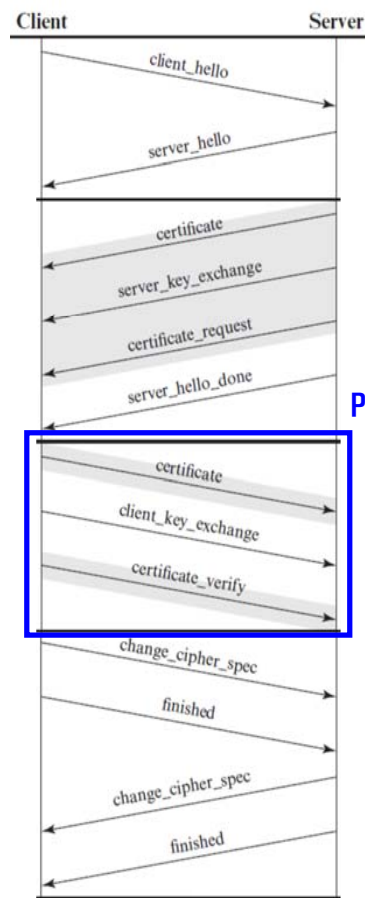 Client Server
client_hello
server_hello
certificate
server_key_exchange
certificate_request
server_hello_done
P
certificate
client_key_exchange
certificate_verify
change_cipher_spec
finished
change_cipher_spec
finished